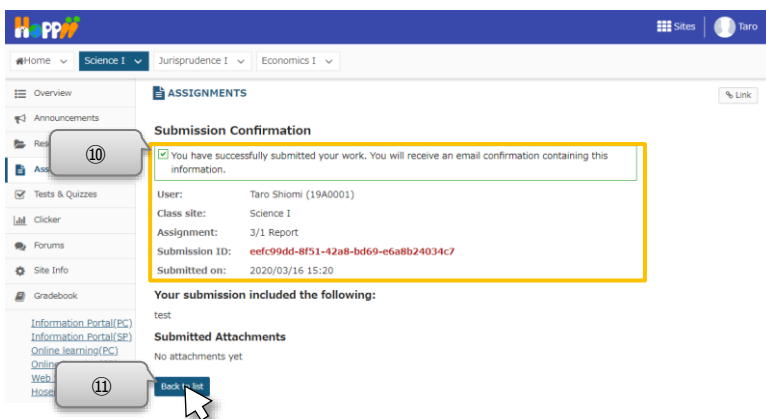 HOPPII
Sites
Taro
Home
Science I
Jurisprudence I
Economics I
Overview
ASSIGNMENTS
Link
Announcements
Submission Confirmation
⑩
You have successfully submitted your work. You will receive an email confirmation containing this
information.
Tests & Quizzes
User: Taro Shiomi (19A0001)
Class site: Science I
Clicker
Assignment: 3/1 Report
Forums
Submission ID: eefc99dd-8f51-42a8-bd69-e6a8b24034c7
Site Info
Submitted on: 2020/03/16 15:20
Gradebook
Your submission included the following:
test
Information Portal(PC)
Information Portal(SP)
Submitted Attachments
Online learning(PC)
No attachments yet
Web
⑪
Back to list